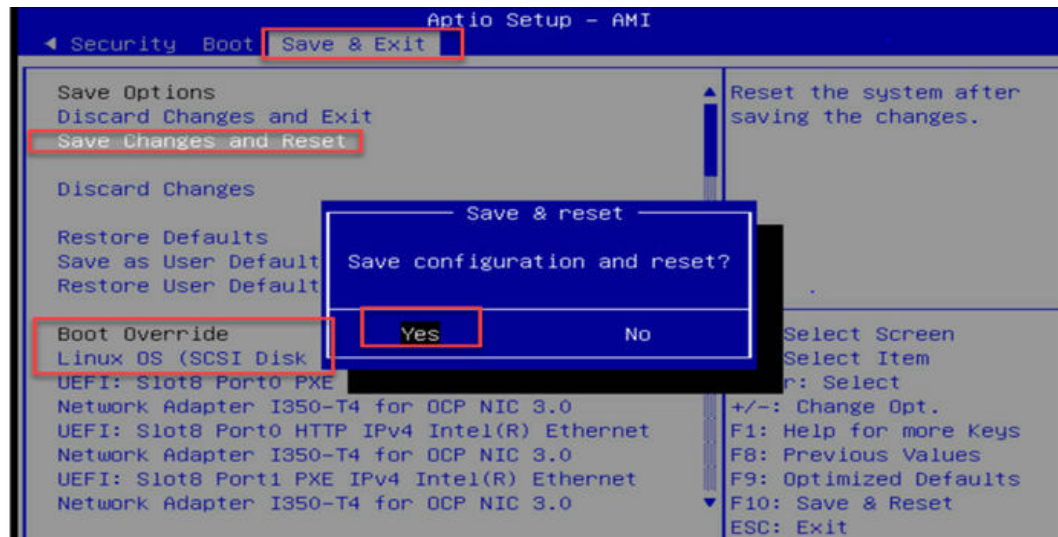 Aptio Setup – AMI
◄ Security Boot Save & Exit
Save Options
Discard Changes and Exit
Save Changes and Reset
Discard Changes
Restore Defaults
Save as User Default
Restore User Default
Boot Override
Linux OS (SCSI Disk
UEFI: Slot8 Port0 PXE
Network Adapter I350-T4 for OCP NIC 3.0
UEFI: Slot8 Port0 HTTP IPv4 Intel(R) Ethernet
Network Adapter I350-T4 for OCP NIC 3.0
UEFI: Slot8 Port1 PXE IPv4 Intel(R) Ethernet
Network Adapter I350-T4 for OCP NIC 3.0
Save & reset
Save configuration and reset?
Yes No
Reset the system after
saving the changes.
Select Screen
Select Item
r: Select
+/-: Change Opt.
F1: Help for more Keys
F8: Previous Values
F9: Optimized Defaults
F10: Save & Reset
ESC: Exit